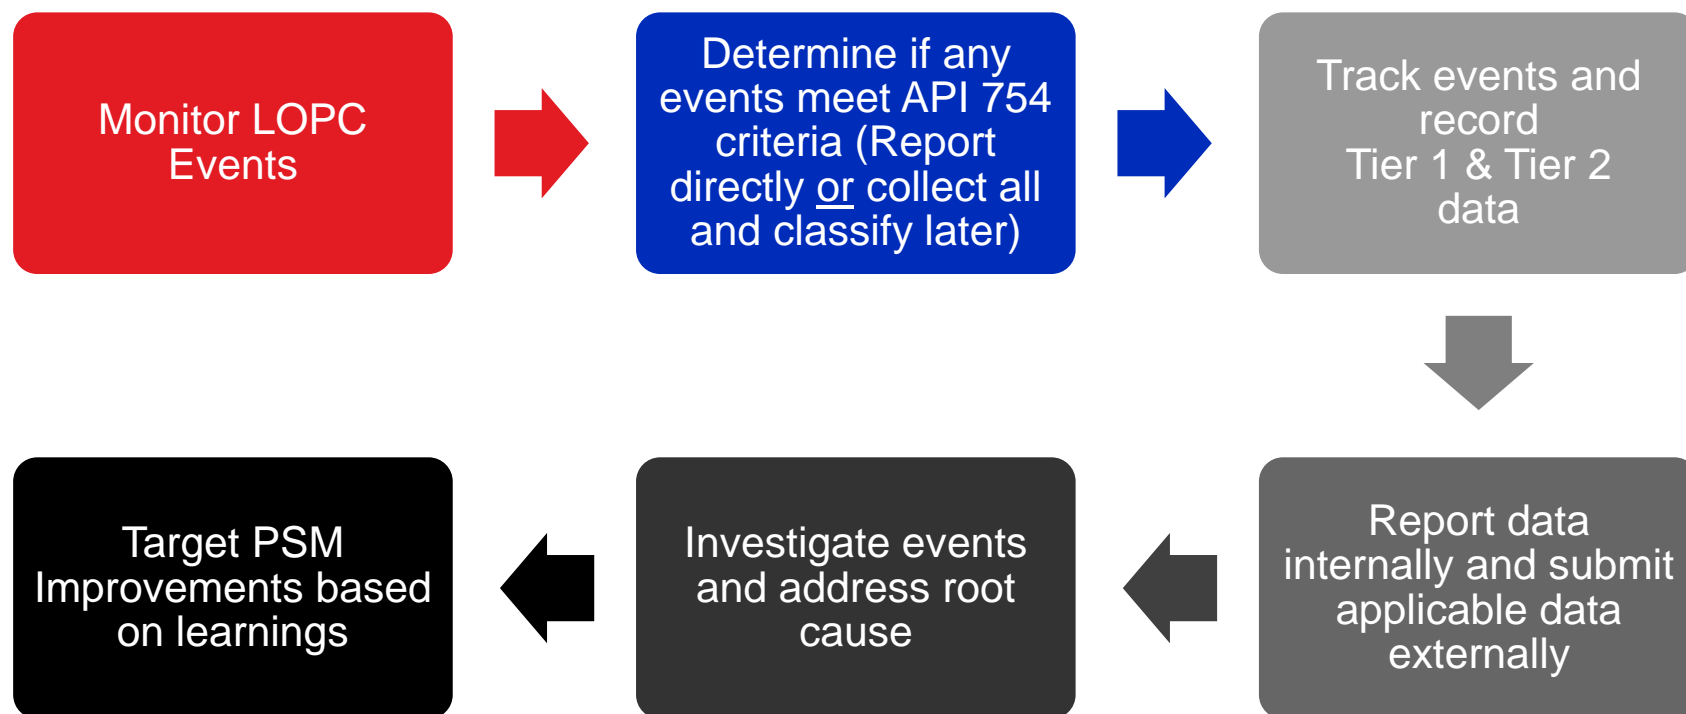 Monitor LOPC
Events
Determine if any
events meet API 754
criteria (Report
directly or collect all
and classify later)
Track events and
record
Tier 1 & Tier 2
data
Report data
internally and submit
applicable data
externally
Investigate events
and address root
cause
Target PSM
Improvements based
on learnings